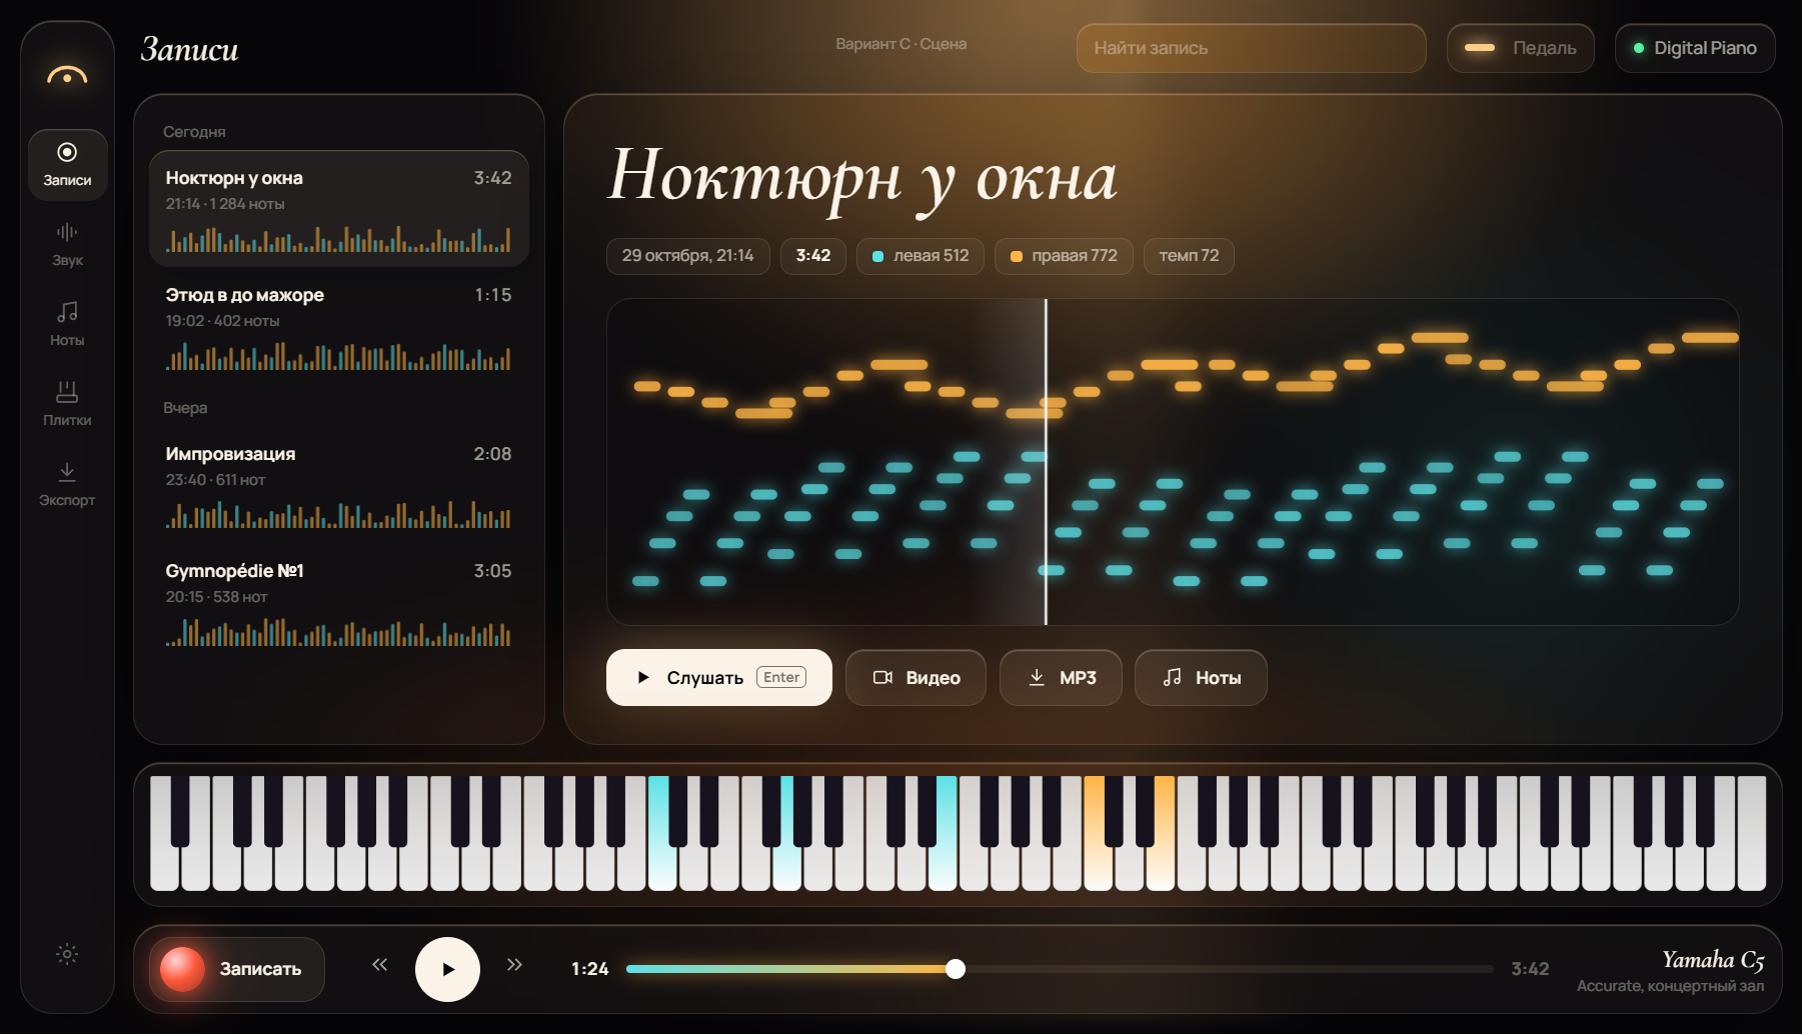 Записи
Вариант C · Сцена
Найти запись
Педаль
Digital Piano
Записи
Звук
Ноты
Плитки
Экспорт
Сегодня
Ноктюрн у окна 3:42
21:14 · 1 284 ноты
Этюд в до мажоре 1:15
19:02 · 402 ноты
Вчера
Импровизация 2:08
23:40 · 611 нот
Gymnopédie №1 3:05
20:15 · 538 нот
Ноктюрн у окна
29 октября, 21:14
3:42
левая 512
правая 772
темп 72
Слушать Enter
Видео
MP3
Ноты
Записать
1:24
3:42
Yamaha C5
Accurate, концертный зал